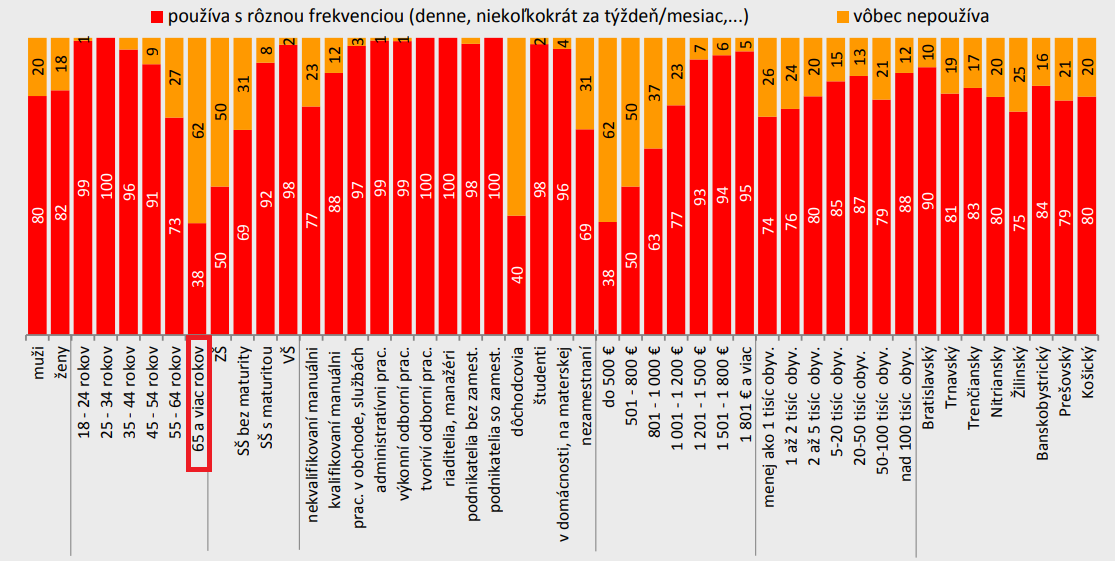 používa s rôznou frekvenciou (denne, niekoľkokrát za týždeň/mesiac,...) vôbec nepoužíva
20 18 1 9 27 62 50 31 8 2 23 12 3 1 1 2 4 31 62 50 37 23 7 6 5 26 24 20 15 13 21 12 10 19 17 20 25 16 21 20
80 82 99 100 96 91 73 38 50 69 92 98 77 88 97 99 99 100 100 98 100 40 98 96 69 38 50 63 77 93 94 95 74 76 80 85 87 79 88 90 81 83 80 75 84 79 80
muži
ženy
18 - 24 rokov
25 - 34 rokov
35 - 44 rokov
45 - 54 rokov
55 - 64 rokov
65 a viac rokov
ZŠ
SŠ bez maturity
SŠ s maturitou
VŠ
nekvalifikovaní manuálni
kvalifikovaní manuálni
prac. v obchode, službách
administratívni prac.
výkonní odborní prac.
tvoriví odborní prac.
riaditelia, manažéri
podnikatelia bez zamest.
podnikatelia so zamest.
dôchodcovia
študenti
v domácnosti, na materskej
nezamestnaní
do 500 €
501 - 800 €
801 - 1 000 €
1 001 - 1 200 €
1 201 - 1 500 €
1 501 - 1 800 €
1 801 € a viac
menej ako 1 tisíc obyv.
1 až 2 tisíc obyv.
2 až 5 tisíc obyv.
5-20 tisíc obyv.
20-50 tisíc obyv.
50-100 tisíc obyv.
nad 100 tisíc obyv.
Bratislavský
Trnavský
Trenčiansky
Nitriansky
Žilinský
Banskobystrický
Prešovský
Košický